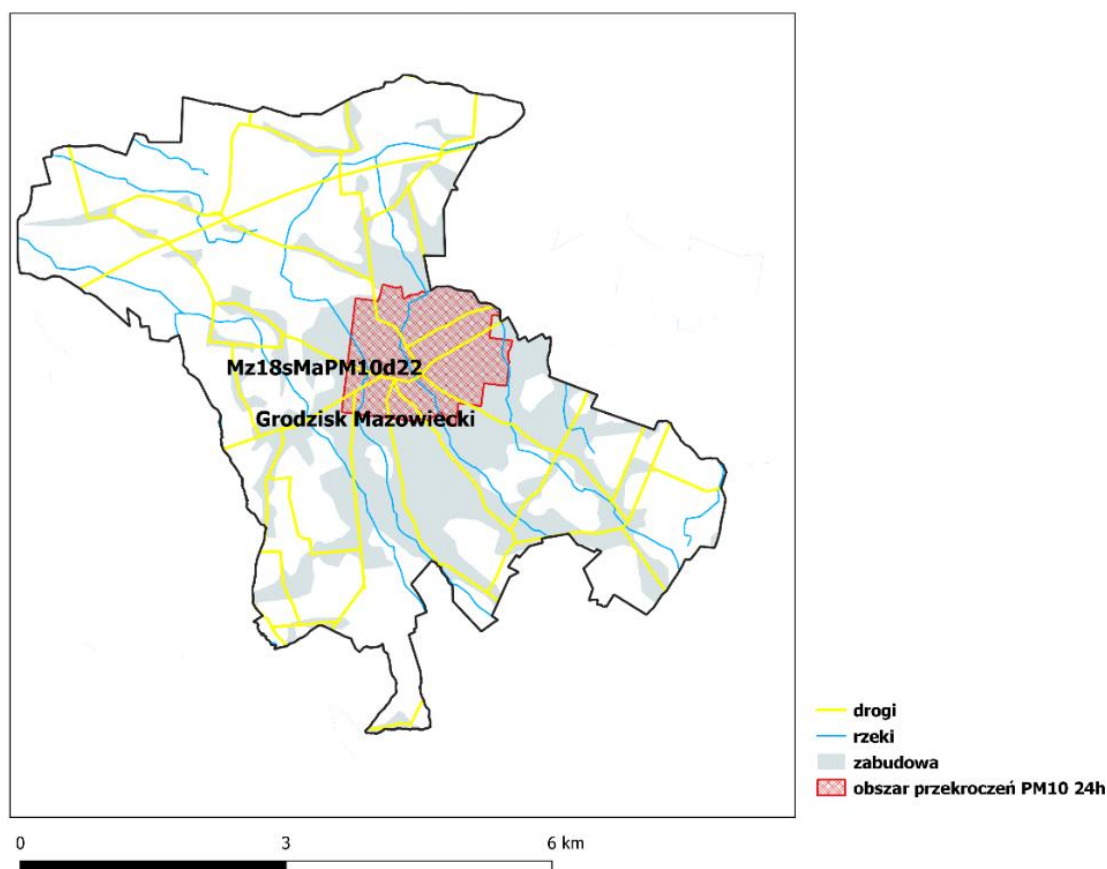 Mz18sMaPM10d22
Grodzisk Mazowiecki
drogi
rzeki
zabudowa
obszar przekroczeń PM10 24h
0 3 6 km